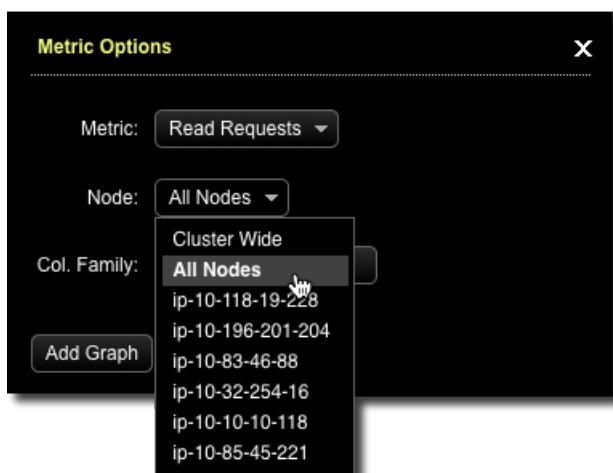 Metric Options X
Metric: Read Requests
Node: All Nodes
Cluster Wide
Col. Family:
All Nodes
ip-10-118-19-228
ip-10-196-201-204
Add Graph
ip-10-83-46-88
ip-10-32-254-16
ip-10-10-10-118
ip-10-85-45-221